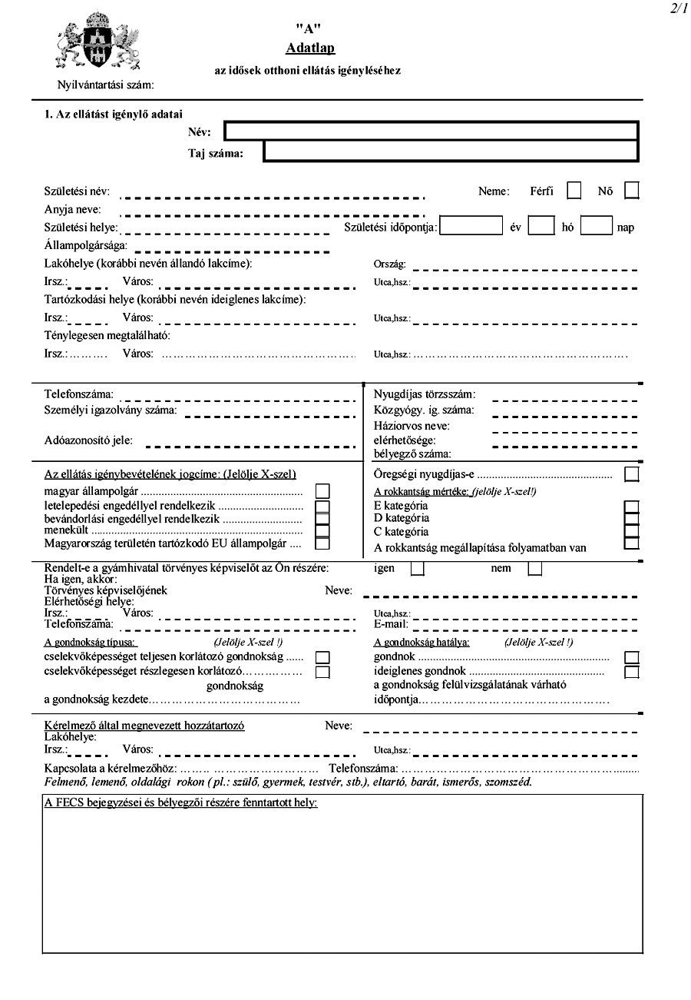 2/1
"A"
Adatlap
az idősek otthoni ellátás igényléséhez
Nyilvántartási szám:
1. Az ellátást igénylő adatai
Név:
Taj száma:
Születési név: Neme: Férfi Nő
Anyja neve:
Születési helye: Születési időpontja: év hó nap
Állampolgársága:
Lakóhelye (korábbi nevén állandó lakcíme): Ország:
Irsz.: Város: Utca,hsz.:
Tartózkodási helye (korábbi nevén ideiglenes lakcíme):
Irsz.: Város: Utca,hsz.:
Ténylegesen megtalálható:
Irsz.: ……… Város: …………………………………………… Utca,hsz.: ……………………………………………….
Telefonszáma: Nyugdíjas törzsszám:
Személyi igazolvány száma: Közgyógy. ig. száma:
Háziorvos neve:
Adóazonosító jele: elérhetősége:
bélyegző száma:
Az ellátás igénybevételének jogcíme: (Jelölje X-szel) Öregségi nyugdíjas-e ..............................................
magyar állampolgár ....................................................... A rokkantság mértéke: (jelölje X-szel!)
letelepedési engedéllyel rendelkezik ............................. E kategória
bevándorlási engedéllyel rendelkezik ........................... D kategória
menekült ....................................................................... C kategória
Magyarország területén tartózkodó EU állampolgár .... A rokkantság megállapítása folyamatban van
Rendelt-e a gyámhivatal törvényes képviselőt az Ön részére: igen nem
Ha igen, akkor:
Törvényes képviselőjének Neve:
Elérhetőségi helye:
Irsz.: Város: Utca,hsz.:
Telefonszáma: E-mail:
A gondnokság típusa: (Jelölje X-szel !) A gondnokság hatálya: (Jelölje X-szel !)
cselekvőképességet teljesen korlátozó gondnokság ...... gondnok .................................................................
cselekvőképességet részlegesen korlátozó…………… ideiglenes gondnok ..............................................
gondnokság a gondnokság felülvizsgálatának várható
a gondnokság kezdete………………………………… időpontja………………………………………….
Kérelmező által megnevezett hozzátartozó Neve:
Lakóhelye:
Irsz.: Város: Utca,hsz.:
Kapcsolata a kérelmezőhöz: …….. ……………………… Telefonszáma: ………………………………………………........
Felmenő, lemenő, oldalági rokon ( pl.: szülő, gyermek, testvér, stb.), eltartó, barát, ismerős, szomszéd.
A FECS bejegyzései és bélyegzői részére fenntartott hely: